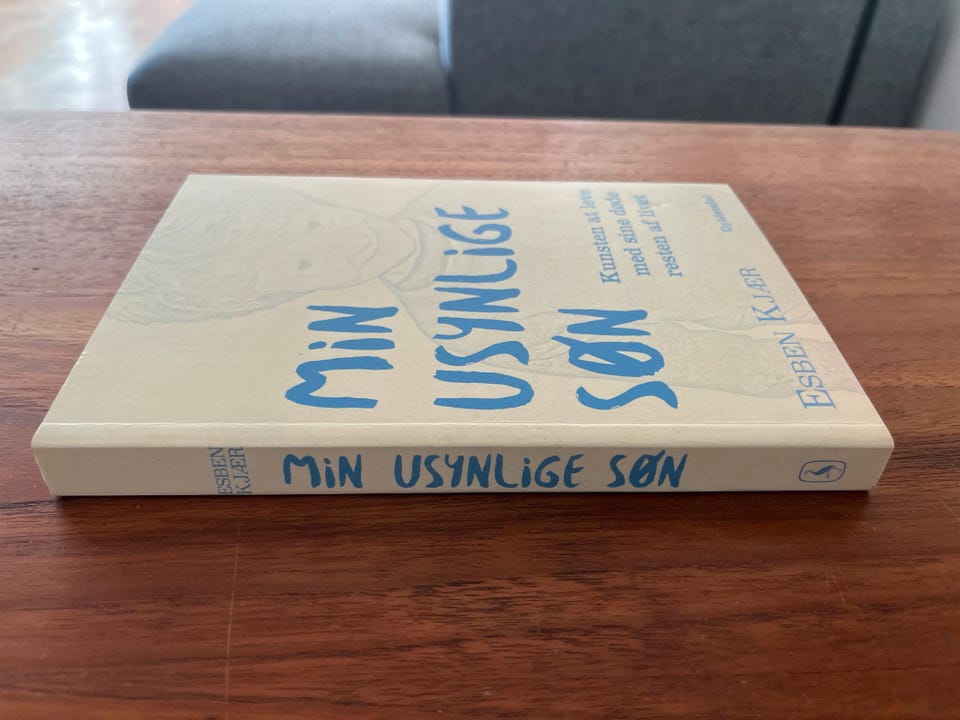 MiN
USYNLiGE
SØN
Kunsten at leve
med sine døde
resten af livet
Gyldendal
ESBEN KJÆR
ESBEN
KJÆR
MiN USYNLiGE SØN